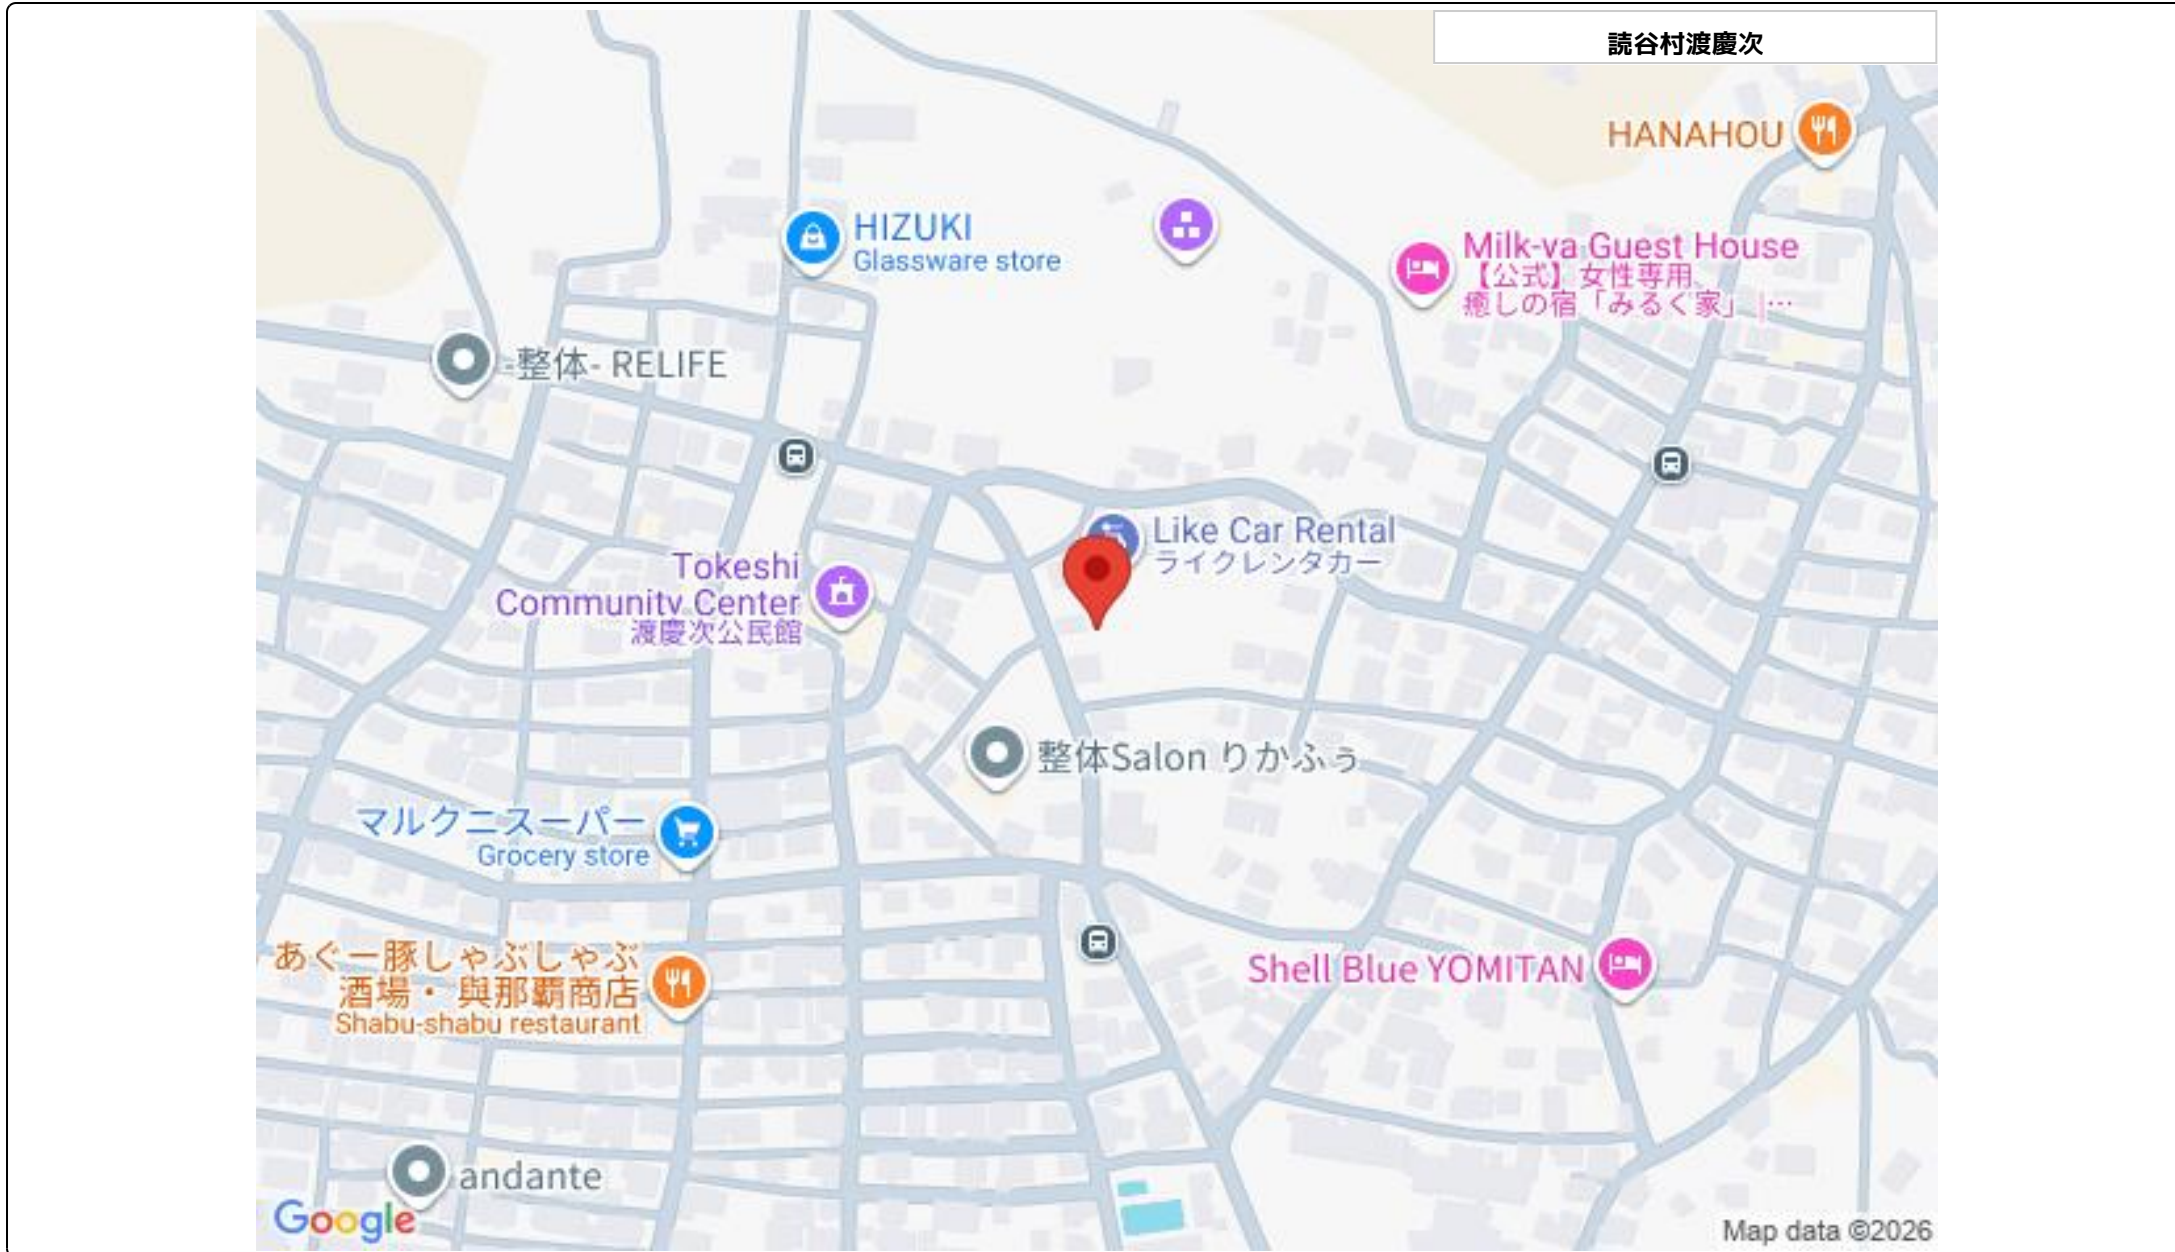 読谷村渡慶次
HANAHOU
HIZUKI
Glassware store
Milk-va Guest House
【公式】女性専用、
癒しの宿「みるく家」|…
-整体- RELIFE
Like Car Rental
ライクレンタカー
Tokeshi
Community Center
渡慶次公民館
整体Salon りかふぅ
マルクニスーパー
Grocery store
あぐー豚しゃぶしゃぶ
酒場・ 與那覇商店
Shabu-shabu restaurant
Shell Blue YOMITAN
andante
Google
Map data ©2026